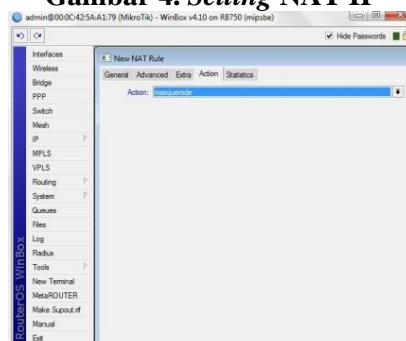 Gambar 4. Setting NAT II
admin@00:0C:42:5A:A1:79 (MikroTik) - WinBox v4.10 on RB750 (mipsbe)
Hide Passwords
Interfaces
Wireless
Bridge
PPP
Switch
Mesh
IP
MPLS
VPLS
Routing
System
Queues
Files
Log
Radius
Tools
New Terminal
MetaROUTER
Make Supout.rif
Manual
Exit
RouterOS WinBox
New NAT Rule
General Advanced Extra Action Statistics
Action: masquerade